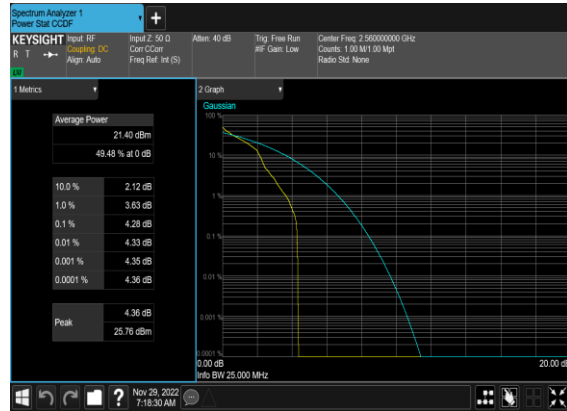 Spectrum Analyzer 1
Power Stat CCDF
KEYSIGHT
R T
Input: RF
Coupling: DC
Align: Auto
Input Z: 50 Ω
Corr CCorr
Freq Ref: Int (S)
Atten: 40 dB
Trig: Free Run
#IF Gain: Low
Center Freq: 2.560000000 GHz
Counts: 1.00 M/1.00 Mpt
Radio Std: None
1 Metrics
Average Power
21.40 dBm
49.48 % at 0 dB
10.0 % 2.12 dB
1.0 % 3.63 dB
0.1 % 4.28 dB
0.01 % 4.33 dB
0.001 % 4.35 dB
0.0001 % 4.36 dB
Peak
4.36 dB
25.76 dBm
2 Graph
Gaussian
100 %
10 %
1 %
0.1 %
0.01 %
0.001 %
0.0001 %
0.00 dB
20.00 dB
Info BW 25.000 MHz
Nov 29, 2022
7:18:30 AM